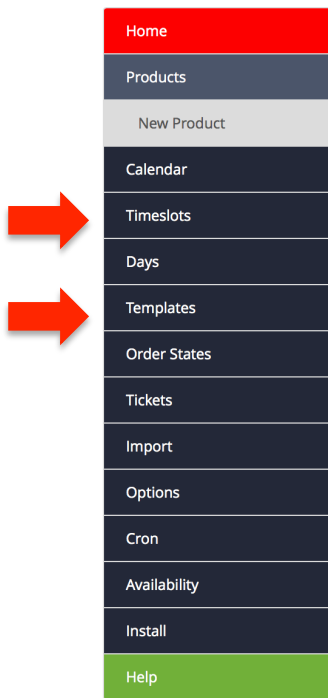 Home
Products
New Product
Calendar
Timeslots
Days
Templates
Order States
Tickets
Import
Options
Cron
Availability
Install
Help